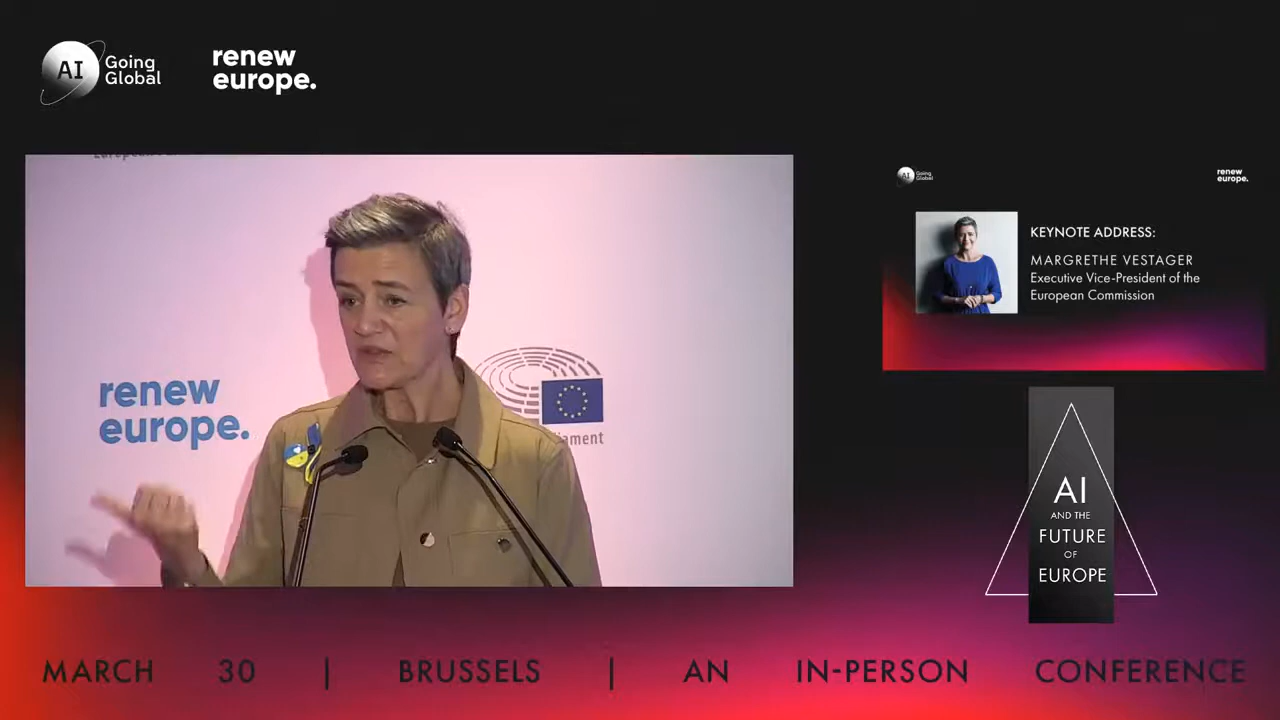 AI
Going
Global
renew
europe.
renew
europe.
AI
Going
Global
renew
europe.
KEYNOTE ADDRESS:
MARGRETHE VESTAGER
Executive Vice-President of the
European Commission
AI
AND THE
FUTURE
OF
EUROPE
MARCH 30 | BRUSSELS | AN IN-PERSON CONFERENCE